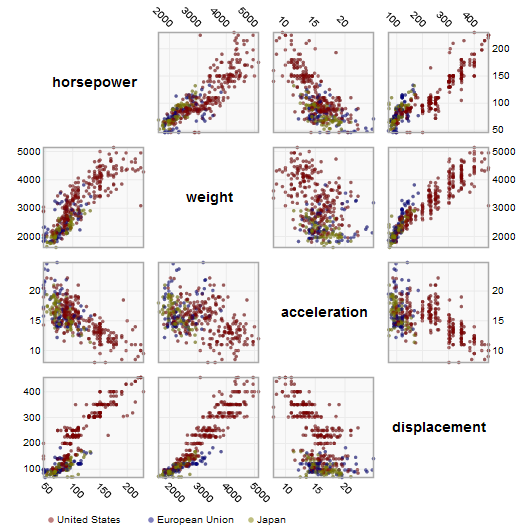 2000 3000 4000 5000 10 15 20 100 200 300 400
horsepower 200 150 100 50
5000 4000 3000 2000 weight 5000 4000 3000 2000
20 15 10 acceleration 20 15 10
400 300 200 100 displacement
50 100 150 200 2000 3000 4000 5000 10 15 20
United States European Union Japan